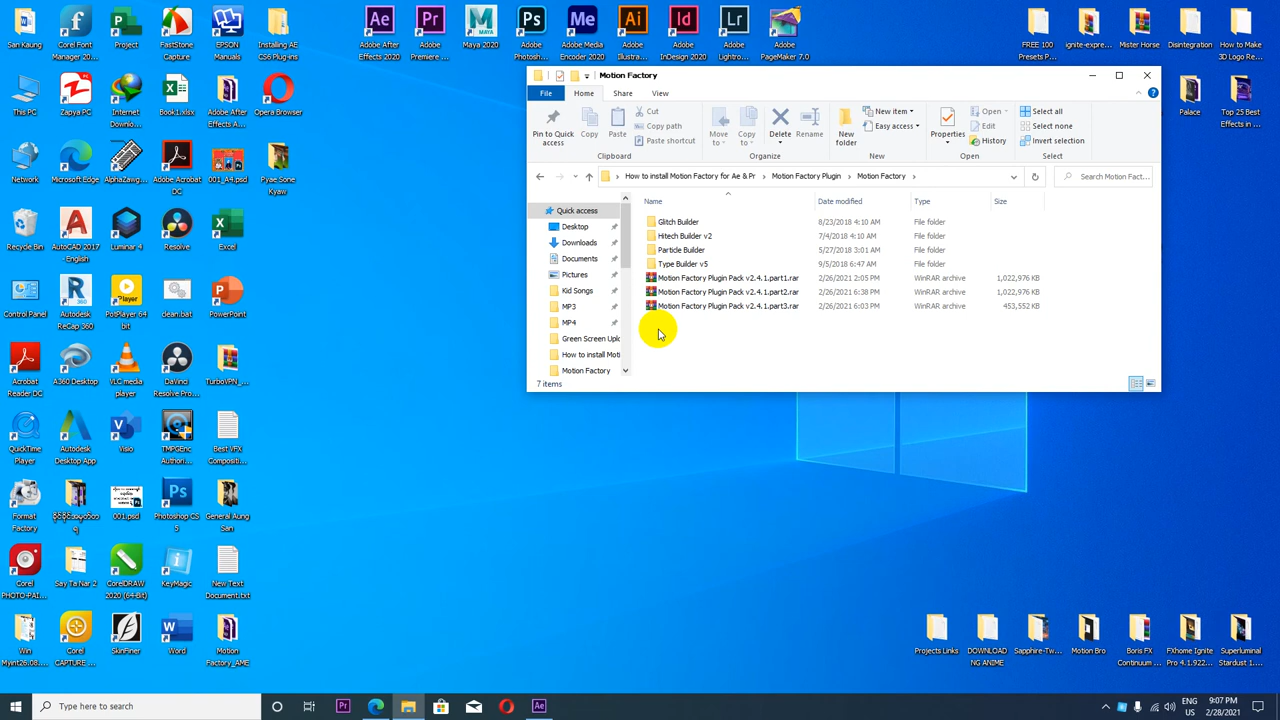 San Kaung
Corel Font
Manager 20...
Project
FastStone
Capture
EPSON
Manuals
Installing AE
CS6 Plug-ins
Adobe After
Effects 2020
Adobe
Premiere ...
Maya 2020
Adobe
Photosh...
Adobe Media
Encoder 2020
Adobe
Illustra...
Adobe
InDesign 2020
Adobe
Lightro...
Adobe
PageMaker 7.0
FREE 100
Presets P...
ignite-expre...
Mister Horse
Disintegration
How to Make
3D Logo Re...
This PC
Zapya PC
Internet
Downlo...
Book1.xlsx
Adobe After
Effects A...
Opera Browser
Palace
Top 25 Best
Effects in ...
Network
Microsoft Edge
AlphaZawg...
Adobe Acrobat
DC
001_A4.psd
Pyae Sone
Kyaw
Recycle Bin
AutoCAD 2017
- English
Luminar 4
Resolve
Excel
Control Panel
Autodesk
ReCap 360
PotPlayer 64
bit
clean.bat
PowerPoint
Acrobat
Reader DC
A360 Desktop
VLC media
player
DaVinci
Resolve Pro...
TurboVPN_...
QuickTime
Player
Autodesk
Desktop App
Visio
TMPGEnc
Authori...
Best VFX
Compositi...
Format
Factory
001.psd
Photoshop CS
5
General Aung
San
Corel
PHOTO-PAI...
Say Ta Nar 2
CorelDRAW
2020 (64-Bit)
KeyMagic
New Text
Document.txt
Win
Myint26:08....
Corel
CAPTURE ...
SkinFiner
Word
Motion
Factory_AME
Projects Links
DOWNLOADI
NG ANIME
Sapphire-Tw...
Motion Bro
Boris FX
Continuum ...
FXhome Ignite
Pro 4.1.922...
Superluminal
Stardust 1....
Motion Factory
File
Home
Share
View
Pin to Quick
access
Copy
Paste
Cut
Copy path
Paste shortcut
Clipboard
Move
to
Copy
to
Delete
Rename
Organize
New
folder
New item
Easy access
New
Properties
Open
Edit
History
Open
Select all
Select none
Invert selection
Select
How to install Motion Factory for Ae & Pr > Motion Factory Plugin > Motion Factory >
Search Motion Fact...
Quick access
Desktop
Downloads
Documents
Pictures
Kid Songs
MP3
MP4
Green Screen Uplo
How to install Moti
Motion Factory
Name Date modified Type Size
Glitch Builder 8/23/2018 4:10 AM File folder
Hitech Builder v2 7/4/2018 4:10 AM File folder
Particle Builder 5/27/2018 3:01 AM File folder
Type Builder v5 9/5/2018 6:47 AM File folder
Motion Factory Plugin Pack v2.4.1.part1.rar 2/26/2021 2:05 PM WinRAR archive 1,022,976 KB
Motion Factory Plugin Pack v2.4.1.part2.rar 2/26/2021 6:38 PM WinRAR archive 1,022,976 KB
Motion Factory Plugin Pack v2.4.1.part3.rar 2/26/2021 6:03 PM WinRAR archive 453,552 KB
7 items
Type here to search
ENG
US
9:07 PM
2/28/2021